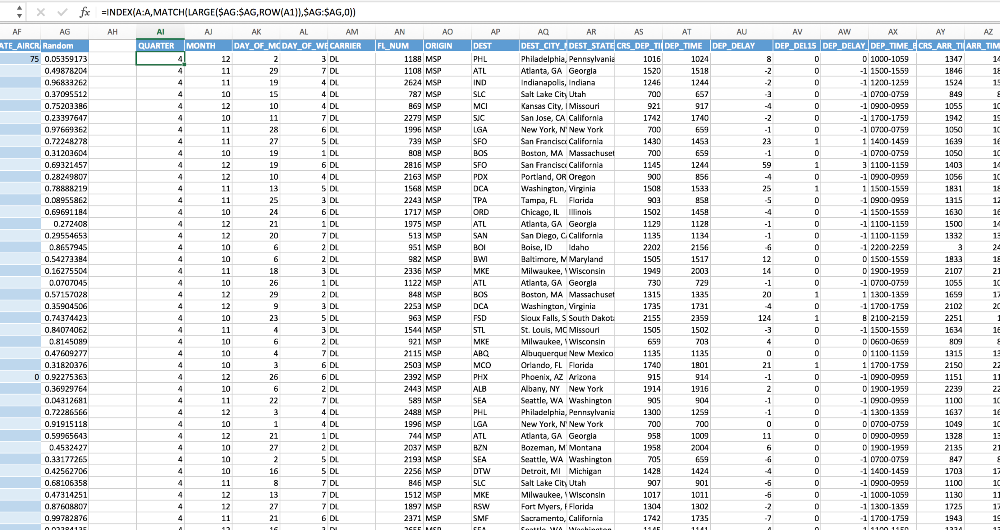 fx =INDEX(A:A,MATCH(LARGE($AG:$AG,ROW(A1)),$AG:$AG,0))
AF AG AH AI AJ AK AL AM AN AO AP AQ AR AS AT AU AV AW AX AY AZ
ATE_AIRCR Random QUARTER MONTH DAY_OF_MO DAY_OF_WE CARRIER FL_NUM ORIGIN DEST DEST_CITY_ DEST_STATE CRS_DEP_TI DEP_TIME DEP_DELAY DEP_DEL15 DEP_DELAY_ DEP_TIME_B CRS_ARR_TI ARR_TIM
75 0.05359173 4 12 2 3 DL 1188 MSP PHL Philadelphia, Pennsylvania 1016 1024 8 0 0 1000-1059 1347 14
0.49878204 4 11 29 7 DL 1108 MSP ATL Atlanta, GA Georgia 1520 1518 -2 0 -1 1500-1559 1846 18
0.96833262 4 11 19 4 DL 2624 MSP IND Indianapolis, Indiana 1246 1244 -2 0 -1 1200-1259 1524 15
0.37095512 4 10 15 4 DL 787 MSP SLC Salt Lake City Utah 700 657 -3 0 -1 0700-0759 849 8
0.75203386 4 12 10 4 DL 869 MSP MCI Kansas City, Missouri 921 917 -4 0 -1 0900-0959 1055 10
0.23397647 4 10 11 7 DL 2279 MSP SJC San Jose, CA California 1742 1740 -2 0 -1 1700-1759 1942 19
0.97669362 4 11 28 6 DL 1996 MSP LGA New York, N New York 700 659 -1 0 -1 0700-0759 1050 10
0.72248278 4 11 27 5 DL 739 MSP SFO San Francisc California 1430 1453 23 1 1 1400-1459 1639 16
0.31203604 4 10 19 1 DL 808 MSP BOS Boston, MA Massachuset 700 659 -1 0 -1 0700-0759 1050 10
0.69321457 4 12 19 6 DL 2816 MSP SFO San Francisc California 1145 1244 59 1 3 1100-1159 1403 14
0.28249807 4 12 10 4 DL 2163 MSP PDX Portland, OR Oregon 900 856 -4 0 -1 0900-0959 1056 10
0.78888219 4 11 13 5 DL 1568 MSP DCA Washington, Virginia 1508 1533 25 1 1 1500-1559 1831 18
0.08955862 4 11 25 3 DL 2243 MSP TPA Tampa, FL Florida 903 858 -5 0 -1 0900-0959 1315 12
0.69691184 4 10 24 6 DL 1717 MSP ORD Chicago, IL Illinois 1502 1458 -4 0 -1 1500-1559 1630 16
0.272408 4 12 21 1 DL 1975 MSP ATL Atlanta, GA Georgia 1129 1128 -1 0 -1 1100-1159 1500 14
0.29554653 4 12 20 7 DL 513 MSP SAN San Diego, C California 1135 1134 -1 0 -1 1100-1159 1332 13
0.8657945 4 10 6 2 DL 951 MSP BOI Boise, ID Idaho 2202 2156 -6 0 -1 2200-2259 3 24
0.54273384 4 10 6 2 DL 982 MSP BWI Baltimore, M Maryland 1505 1517 12 0 0 1500-1559 1833 18
0.16275504 4 11 18 3 DL 2336 MSP MKE Milwaukee, Wisconsin 1949 2003 14 0 0 1900-1959 2107 21
0.0707045 4 10 26 1 DL 1122 MSP ATL Atlanta, GA Georgia 730 729 -1 0 -1 0700-0759 1055 10
0.57157028 4 12 29 2 DL 848 MSP BOS Boston, MA Massachuset 1315 1335 20 1 1 1300-1359 1659 17
0.35904506 4 12 9 3 DL 2253 MSP DCA Washington, Virginia 1735 1731 -4 0 -1 1700-1759 2102 20
0.74374423 4 10 23 5 DL 963 MSP FSD Sioux Falls, S South Dakot 2155 2359 124 1 8 2100-2159 2251 1
0.84074062 4 11 4 3 DL 1544 MSP STL St. Louis, MO Missouri 1505 1502 -3 0 -1 1500-1559 1634 16
0.8145089 4 10 6 2 DL 921 MSP MKE Milwaukee, Wisconsin 659 703 4 0 0 0600-0659 809 8
0.47609277 4 10 4 7 DL 2115 MSP ABQ Albuquerque New Mexico 1135 1135 0 0 0 1100-1159 1315 13
0.31820376 4 10 3 6 DL 2503 MSP MCO Orlando, FL Florida 1740 1801 21 1 1 1700-1759 2150 22
0 0.92275363 4 12 26 6 DL 2392 MSP PHX Phoenix, AZ Arizona 915 914 -1 0 -1 0900-0959 1151 11
0.36929764 4 10 6 2 DL 2443 MSP ALB Albany, NY New York 1914 1916 2 0 0 1900-1959 2239 22
0.04312681 4 11 22 7 DL 589 MSP SEA Seattle, WA Washington 905 904 -1 0 -1 0900-0959 1100 10
0.72286566 4 12 3 4 DL 2488 MSP PHL Philadelphia, Pennsylvania 1300 1259 -1 0 -1 1300-1359 1637 16
0.91915118 4 10 1 4 DL 1996 MSP LGA New York, N New York 700 700 0 0 0 0700-0759 1049 10
0.59965643 4 12 21 1 DL 744 MSP ATL Atlanta, GA Georgia 958 1009 11 0 0 0900-0959 1328 13
0.4532427 4 10 27 2 DL 2037 MSP BZN Bozeman, M Montana 1958 2004 6 0 0 1900-1959 2135 21
0.33177265 4 10 2 5 DL 2193 MSP SEA Seattle, WA Washington 705 659 -6 0 -1 0700-0759 847 8
0.42562706 4 10 16 5 DL 2256 MSP DTW Detroit, MI Michigan 1428 1424 -4 0 -1 1400-1459 1703 17
0.68106358 4 11 8 7 DL 846 MSP SLC Salt Lake City Utah 907 901 -6 0 -1 0900-0959 1100 10
0.47314251 4 12 13 7 DL 1512 MSP MKE Milwaukee, Wisconsin 1017 1011 -6 0 -1 1000-1059 1130 11
0.87608807 4 12 27 7 DL 1897 MSP RSW Fort Myers, F Florida 1304 1302 -2 0 -1 1300-1359 1725 17
0.99782876 4 11 21 6 DL 2371 MSP SMF Sacramento, California 1742 1735 -7 0 -1 1700-1759 1943 19